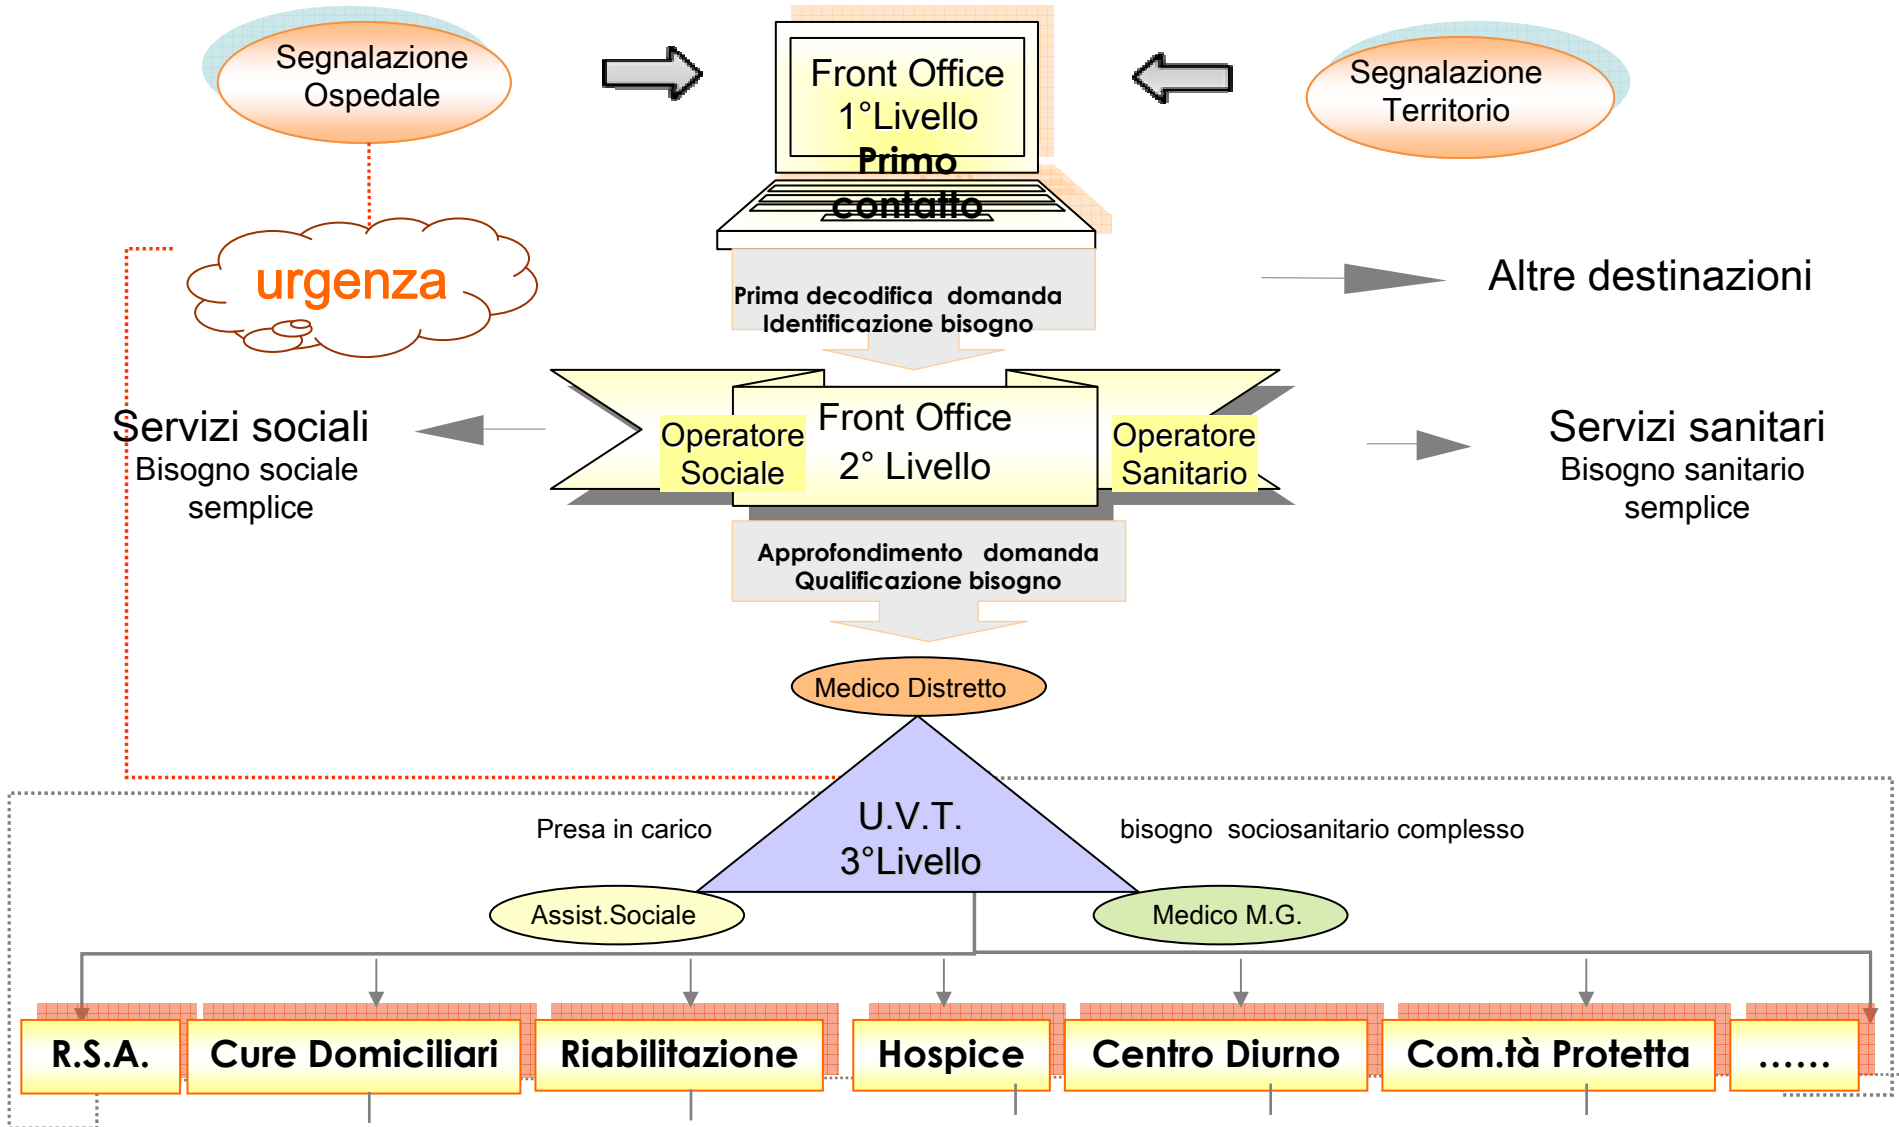 Segnalazione
Ospedale
Front Office
1°Livello
Primo
contatto
Segnalazione
Territorio
urgenza
Prima decodifica domanda
Identificazione bisogno
Altre destinazioni
Servizi sociali
Bisogno sociale
semplice
Operatore
Sociale
Front Office
2° Livello
Operatore
Sanitario
Servizi sanitari
Bisogno sanitario
semplice
Approfondimento domanda
Qualificazione bisogno
Medico Distretto
Presa in carico
U.V.T.
3°Livello
bisogno sociosanitario complesso
Assist.Sociale
Medico M.G.
R.S.A.
Cure Domiciliari
Riabilitazione
Hospice
Centro Diurno
Com.tà Protetta
......